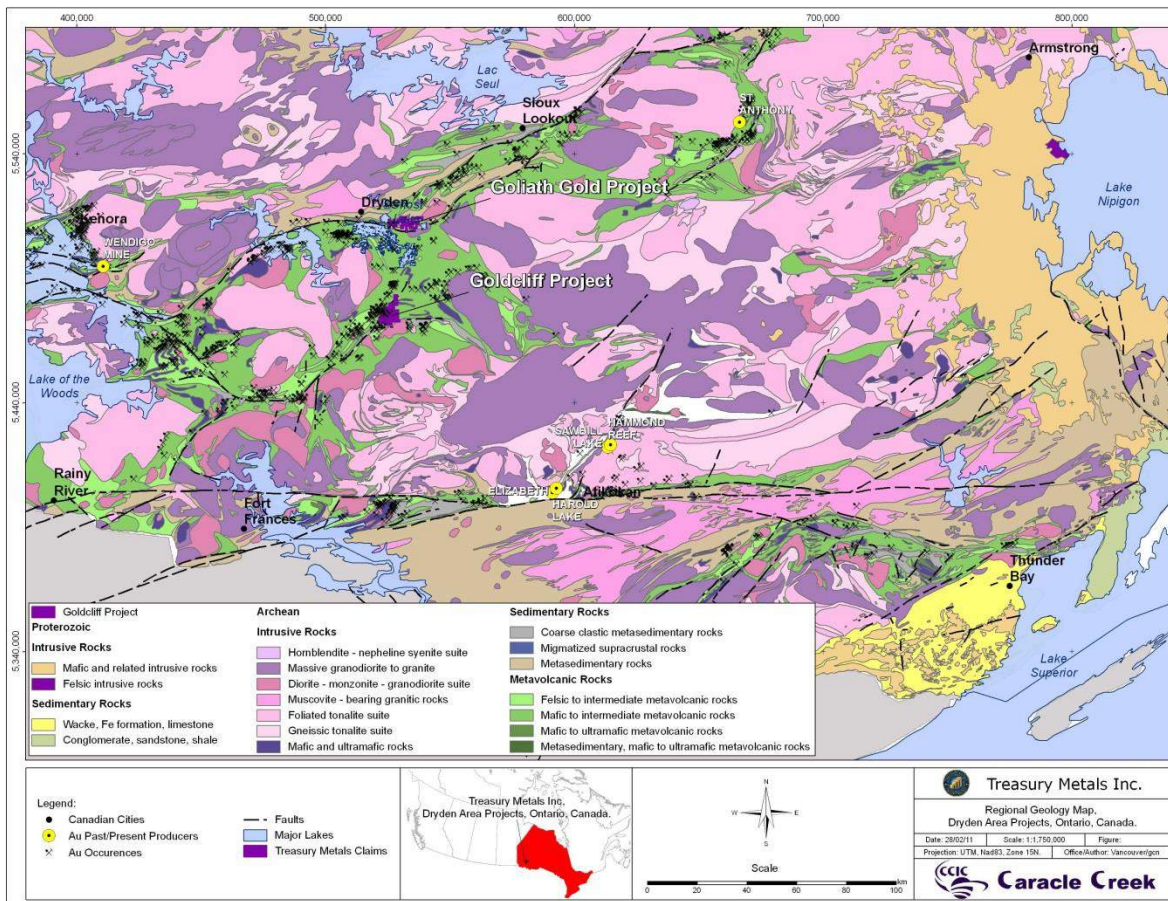 400,000
500,000
600,000
700,000
800,000
5,540,000
5,440,000
5,340,000
Armstrong
Lac
Seul
Sioux
Lookout
ST.
ANTHONY
Goliath Gold Project
Lake
Nipigon
Dryden
Kenora
WENDIGO
MINE
Goldcliff Project
Lake of the
Woods
HAMMOND
REEF
SAWBILL
LAKE
Rainy
River
ELIZABETH
Atikokan
HAROLD
LAKE
Fort
Frances
Thunder
Bay
Lake
Superior
Goldcliff Project
Proterozoic
Intrusive Rocks
Mafic and related intrusive rocks
Felsic intrusive rocks
Sedimentary Rocks
Wacke, Fe formation, limestone
Conglomerate, sandstone, shale
Archean
Intrusive Rocks
Hornblendite - nepheline syenite suite
Massive granodiorite to granite
Diorite - monzonite - granodiorite suite
Muscovite - bearing granitic rocks
Foliated tonalite suite
Gneissic tonalite suite
Mafic and ultramafic rocks
Sedimentary Rocks
Coarse clastic metasedimentary rocks
Migmatized supracrustal rocks
Metasedimentary rocks
Metavolcanic Rocks
Felsic to intermediate metavolcanic rocks
Mafic to intermediate metavolcanic rocks
Mafic to ultramafic metavolcanic rocks
Metasedimentary, mafic to ultramafic metavolcanic rocks
Legend:
Canadian Cities
Au Past/Present Producers
Au Occurences
Faults
Major Lakes
Treasury Metals Claims
Treasury Metals Inc.
Dryden Area Projects, Ontario, Canada.
N
W
E
S
Scale
0 20 40 60 80 100
km
Treasury Metals Inc.
Regional Geology Map,
Dryden Area Projects, Ontario, Canada.
Date: 28/02/11 Scale: 1:1,750,000 Figure:
Projection: UTM, Nad83, Zone 15N. Office/Author: Vancouver/gcn
CCIC Caracle Creek